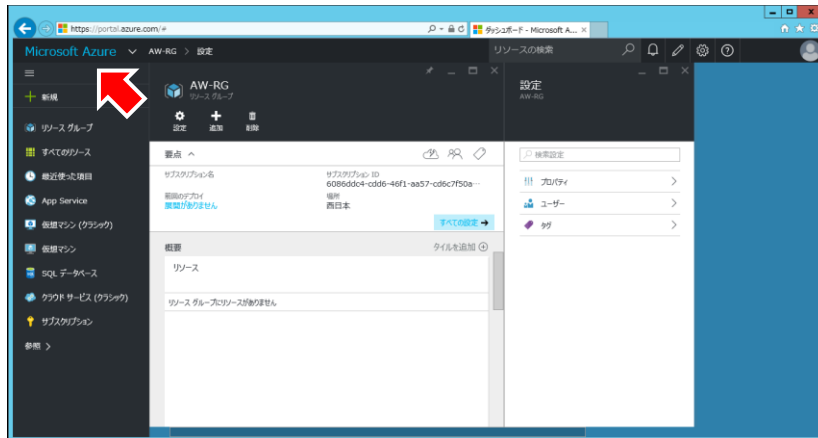 https://portal.azure.com/#
ダッシュボード - Microsoft A...
Microsoft Azure
AW-RG > 設定
リソースの検索
新規
リソース グループ
すべてのリソース
最近使った項目
App Service
仮想マシン (クラシック)
仮想マシン
SQL データベース
クラウド サービス (クラシック)
サブスクリプション
参照 >
AW-RG
リソース グループ
設定
追加
削除
要点
サブスクリプション名
サブスクリプション ID
6086ddc4-cdd6-46f1-aa57-cd6c7f50a...
前回のデプロイ
展開がありません
場所
西日本
すべての設定 →
概要
タイルを追加
リソース
リソース グループにリソースがありません
設定
AW-RG
検索設定
プロパティ
ユーザー
タグ